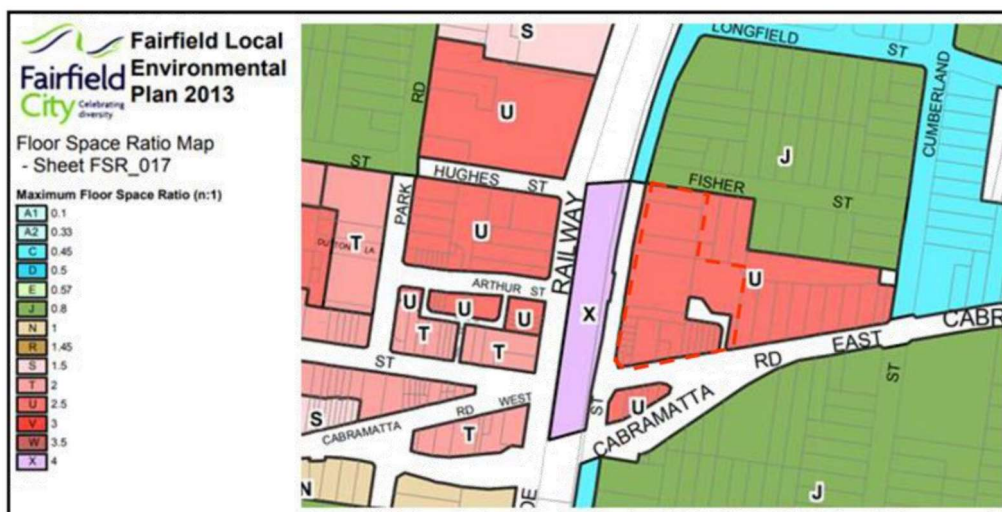 Fairfield
City
Celebrating
diversity
Fairfield Local
Environmental
Plan 2013
Floor Space Ratio Map
- Sheet FSR_017
Maximum Floor Space Ratio (n:1)
A1 0.1
A2 0.33
C 0.45
D 0.5
E 0.57
J 0.8
N 1
R 1.45
S 1.5
T 2
U 2.5
V 3
W 3.5
X 4
S
LONGFIELD
ST
CUMBERLAND
RD
U
J
ST
HUGHES
ST
FISHER
ST
PARK
RAILWAY
T
DUTTON LA
U
U
ARTHUR ST
U
U
U
X
T
T
EAST
CABR
RD
ST
ST
RD
WEST
ST
U
S
CABRAMATTA
T
CABRAMATTA
N
DE
J